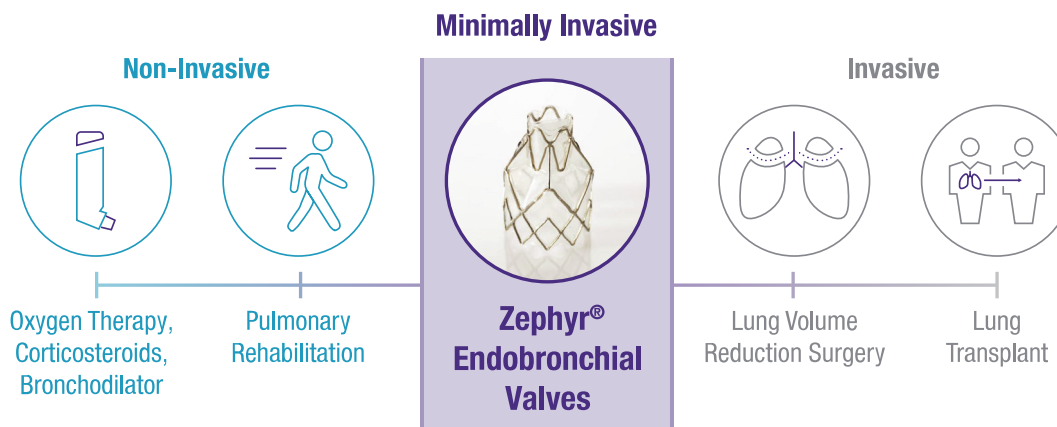 Minimally Invasive
Non-Invasive
Invasive
Oxygen Therapy,
Corticosteroids,
Bronchodilator
Pulmonary
Rehabilitation
Zephyr®
Endobronchial
Valves
Lung Volume
Reduction Surgery
Lung
Transplant